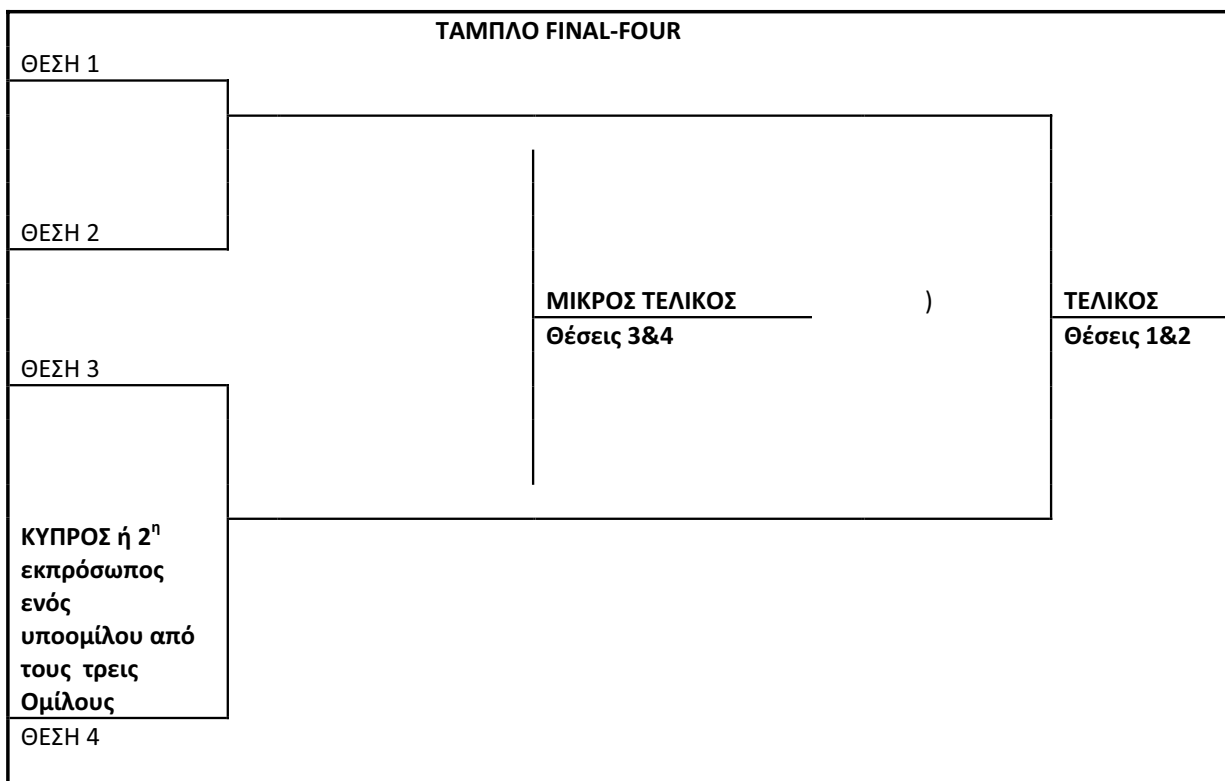 ΤΑΜΠΛΟ FINAL-FOUR
ΘΕΣΗ 1
ΘΕΣΗ 2
ΜΙΚΡΟΣ ΤΕΛΙΚΟΣ ) ΤΕΛΙΚΟΣ
Θέσεις 3&4 Θέσεις 1&2
ΘΕΣΗ 3
ΚΥΠΡΟΣ ή 2η
εκπρόσωπος
ενός
υποομίλου από
τους τρεις
Ομίλους
ΘΕΣΗ 4